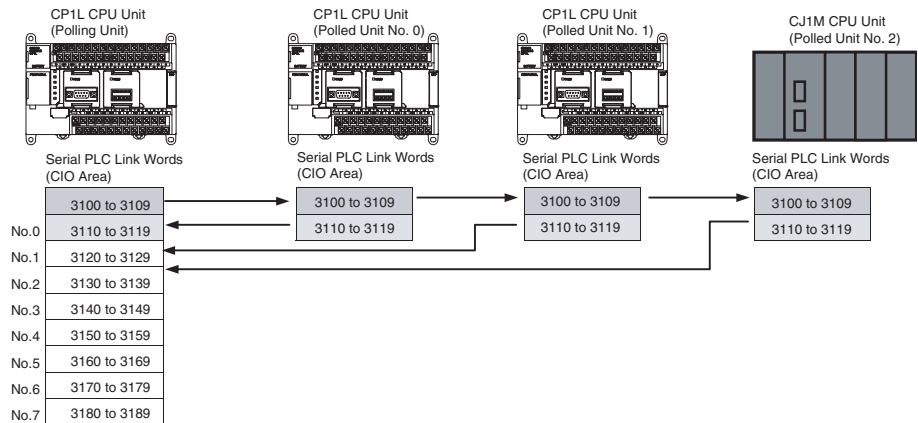 CP1L CPU Unit
(Polling Unit)
CP1L CPU Unit
(Polled Unit No. 0)
CP1L CPU Unit
(Polled Unit No. 1)
CJ1M CPU Unit
(Polled Unit No. 2)
Serial PLC Link Words
(CIO Area)
Serial PLC Link Words
(CIO Area)
Serial PLC Link Words
(CIO Area)
Serial PLC Link Words
(CIO Area)
3100 to 3109
3100 to 3109
3100 to 3109
3100 to 3109
No.0 3110 to 3119
3110 to 3119
3110 to 3119
3110 to 3119
No.1 3120 to 3129
No.2 3130 to 3139
No.3 3140 to 3149
No.4 3150 to 3159
No.5 3160 to 3169
No.6 3170 to 3179
No.7 3180 to 3189